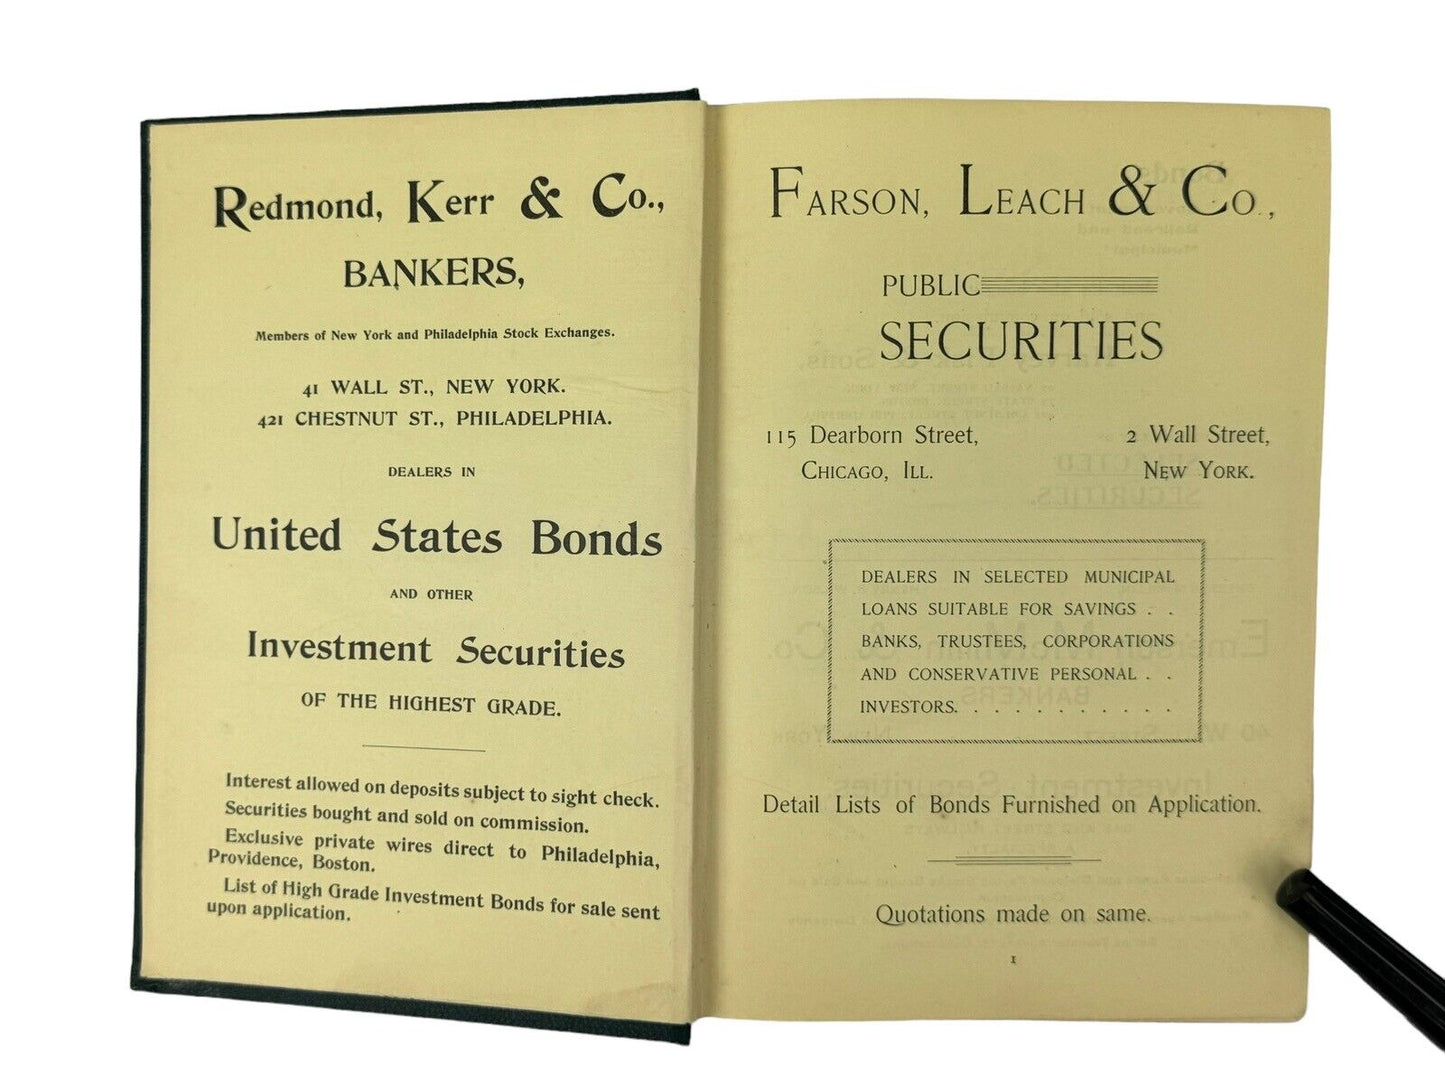 Redmond, Kerr & Co.,
BANKERS,
Members of New York and Philadelphia Stock Exchanges.
41 WALL ST., NEW YORK.
421 CHESTNUT ST., PHILADELPHIA.
DEALERS IN
United States Bonds
AND OTHER
Investment Securities
OF THE HIGHEST GRADE.
Interest allowed on deposits subject to sight check.
Securities bought and sold on commission.
Exclusive private wires direct to Philadelphia,
Providence, Boston.
List of High Grade Investment Bonds for sale sent
upon application.
FARSON, LEACH & CO.,
PUBLIC
SECURITIES
115 Dearborn Street, 2 Wall Street,
CHICAGO, ILL. NEW YORK.
DEALERS IN SELECTED MUNICIPAL
LOANS SUITABLE FOR SAVINGS . .
BANKS, TRUSTEES, CORPORATIONS
AND CONSERVATIVE PERSONAL . .
INVESTORS. . . . . . . . . . . .
Detail Lists of Bonds Furnished on Application.
Quotations made on same.
1